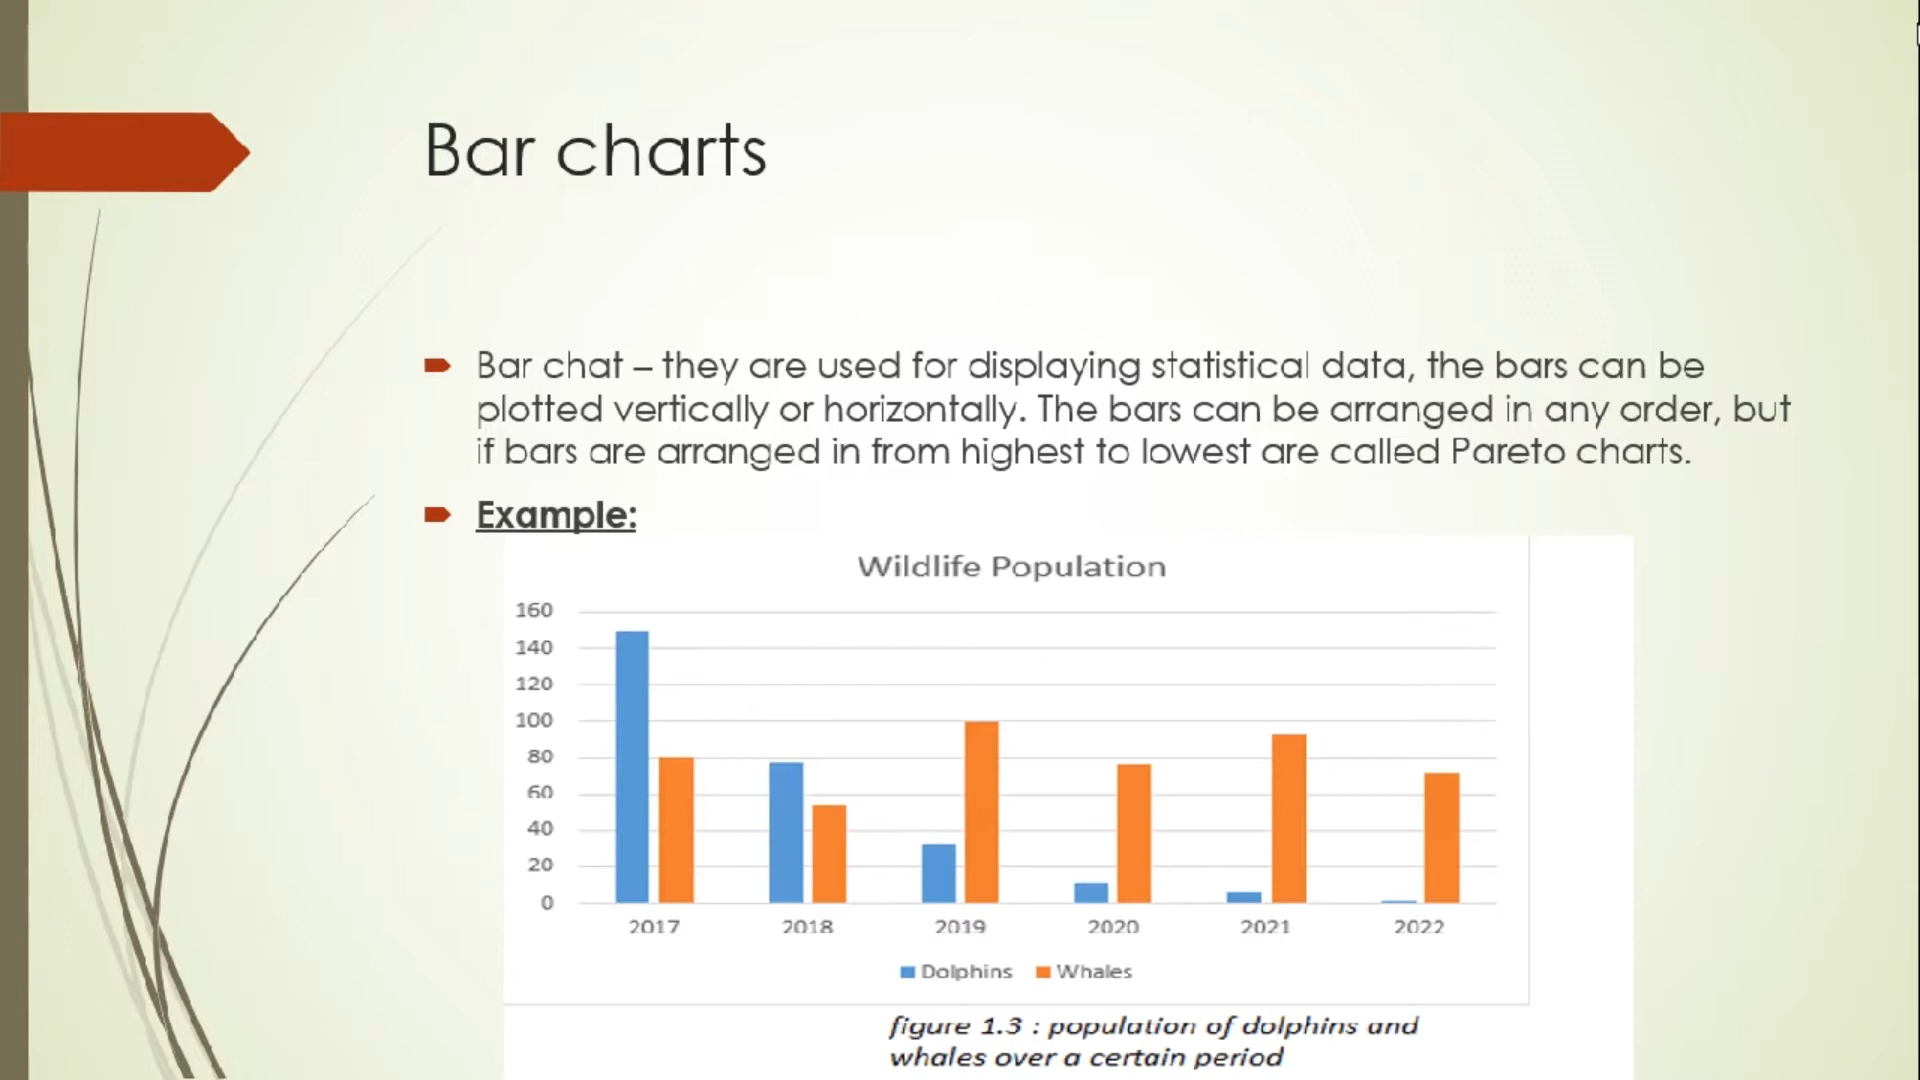 Bar charts
Bar chat – they are used for displaying statistical data, the bars can be
plotted vertically or horizontally. The bars can be arranged in any order, but
if bars are arranged in from highest to lowest are called Pareto charts.
Example:
Wildlife Population
160
140
120
100
80
60
40
20
0
2017 2018 2019 2020 2021 2022
Dolphins Whales
figure 1.3 : population of dolphins and
whales over a certain period